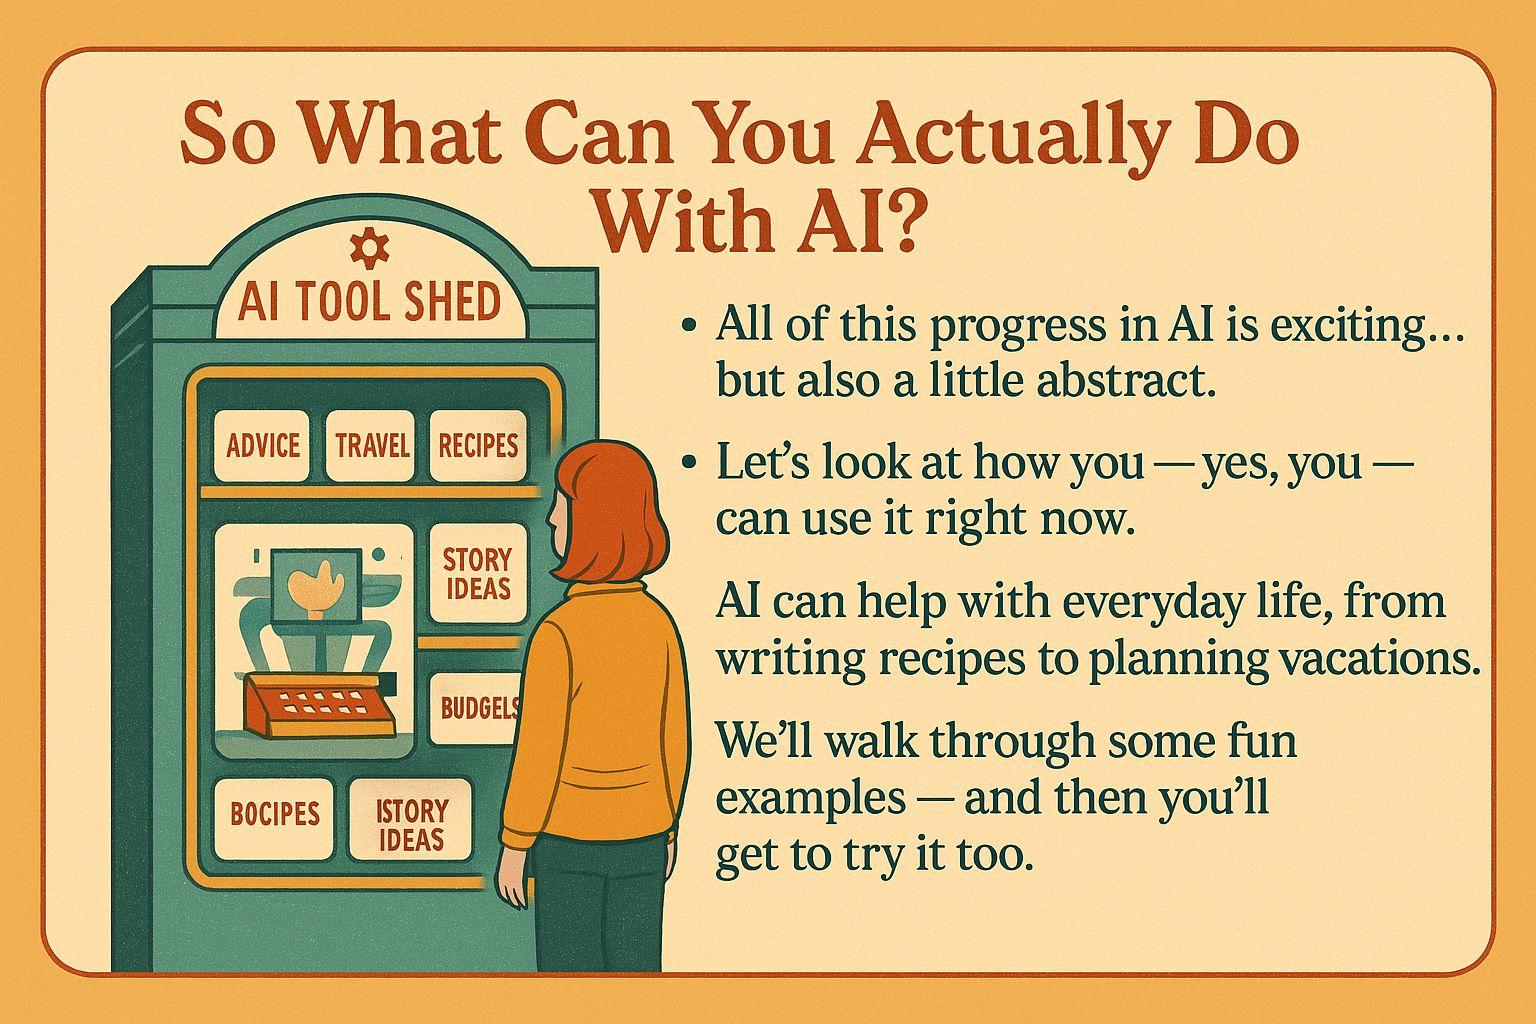 So What Can You Actually Do
With AI?
AI TOOL SHED
ADVICE
TRAVEL
RECIPES
STORY
IDEAS
BUDGELS
BOCIPES
ISTORY
IDEAS
• All of this progress in AI is exciting...
but also a little abstract.
• Let's look at how you — yes, you —
can use it right now.
AI can help with everyday life, from
writing recipes to planning vacations.
We'll walk through some fun
examples — and then you'll
get to try it too.